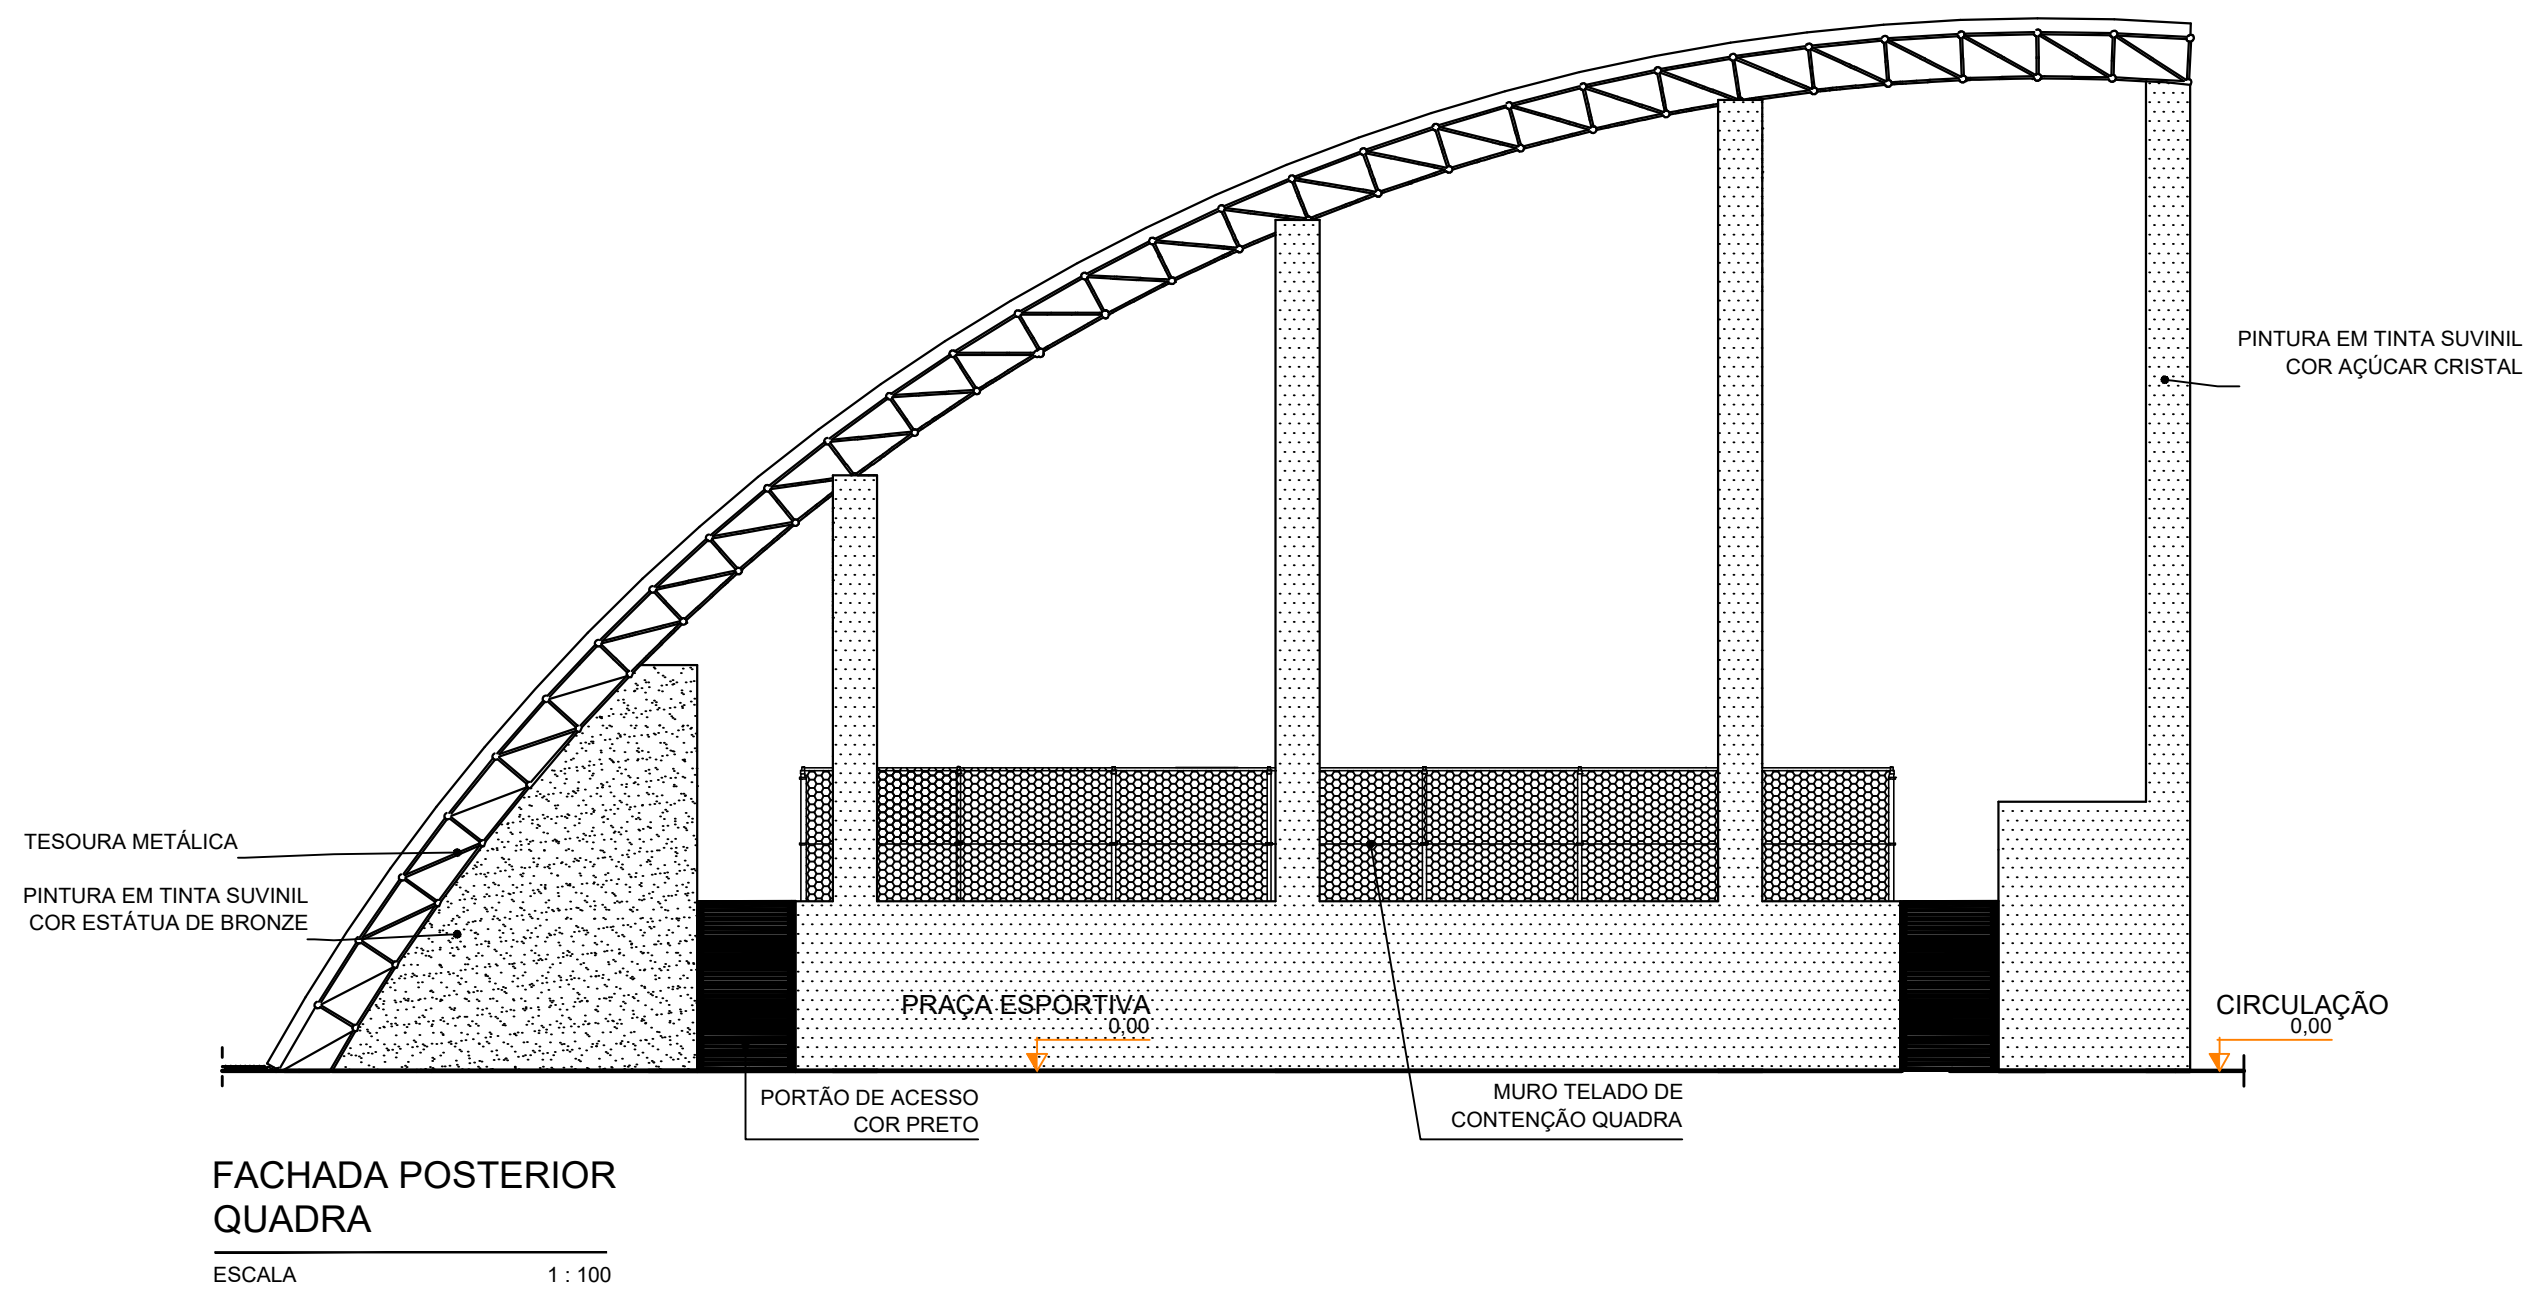 PINTURA EM TINTA SUVINIL
COR AÇÚCAR CRISTAL
TESOURA METÁLICA
PINTURA EM TINTA SUVINIL
COR ESTÁTUA DE BRONZE
PRAÇA ESPORTIVA
0,00
CIRCULAÇÃO
0,00
PORTÃO DE ACESSO
COR PRETO
MURO TELADO DE
CONTENÇÃO QUADRA
FACHADA POSTERIOR
QUADRA
ESCALA 1 : 100